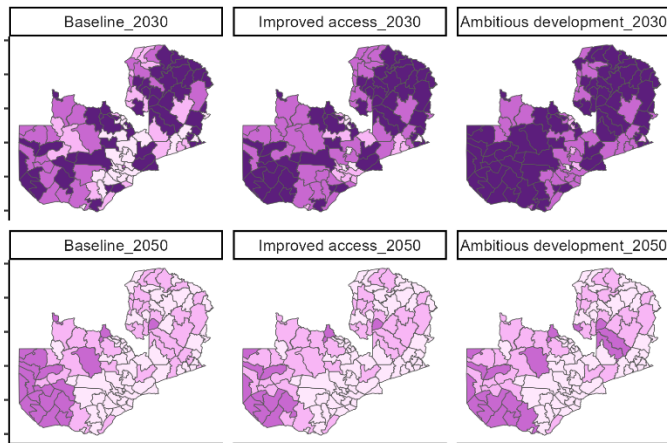 Baseline_2030
Improved access_2030
Ambitious development_2030
Baseline_2050
Improved access_2050
Ambitious development_2050